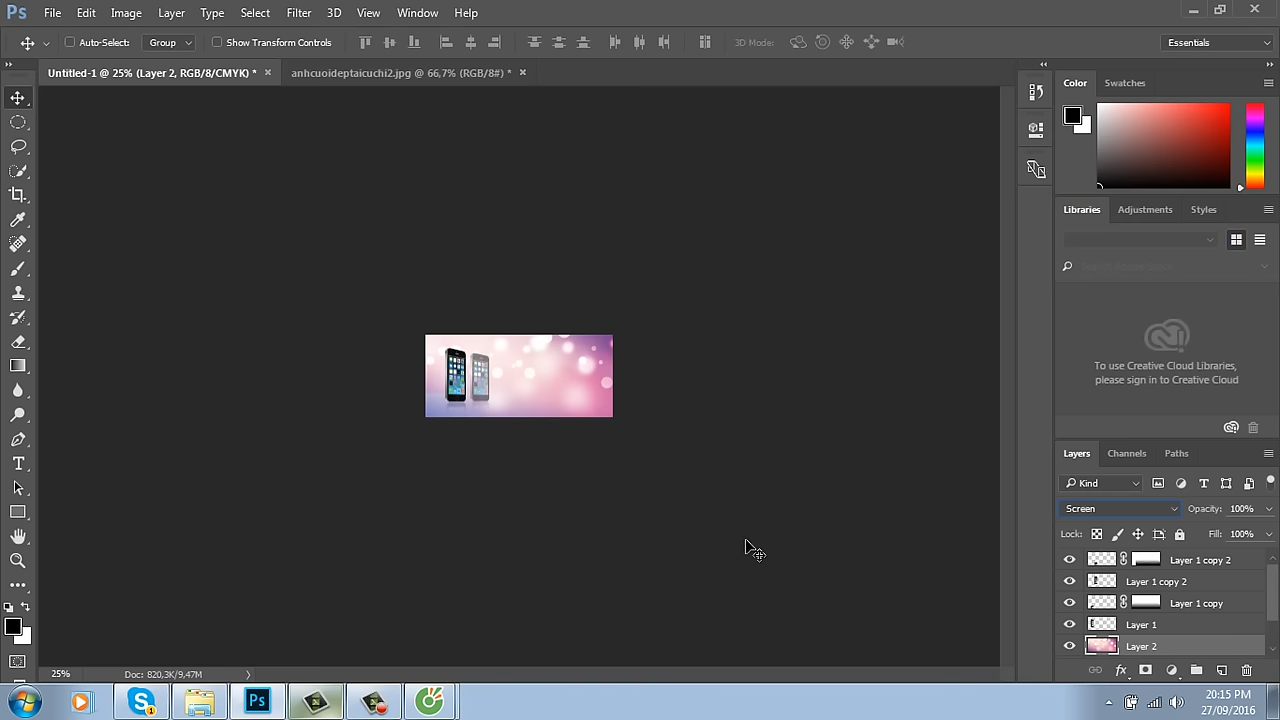 Ps File Edit Image Layer Type Select Filter 3D View Window Help
Auto-Select: Group Show Transform Controls 3D Mode: Essentials
Untitled-1 @ 25% (Layer 2, RGB/8/CMYK) * × anhcuoideptaicuchi2.jpg @ 66,7% (RGB/8#) * ×
Color Swatches
Libraries Adjustments Styles
To use Creative Cloud Libraries,
please sign in to Creative Cloud
Layers Channels Paths
Kind
Screen Opacity: 100%
Lock: Fill: 100%
Layer 1 copy 2
Layer 1 copy 2
Layer 1 copy
Layer 1
Layer 2
fx
25% Doc: 820,3K/9,47M
Ps
20:15 PM
27/09/2016